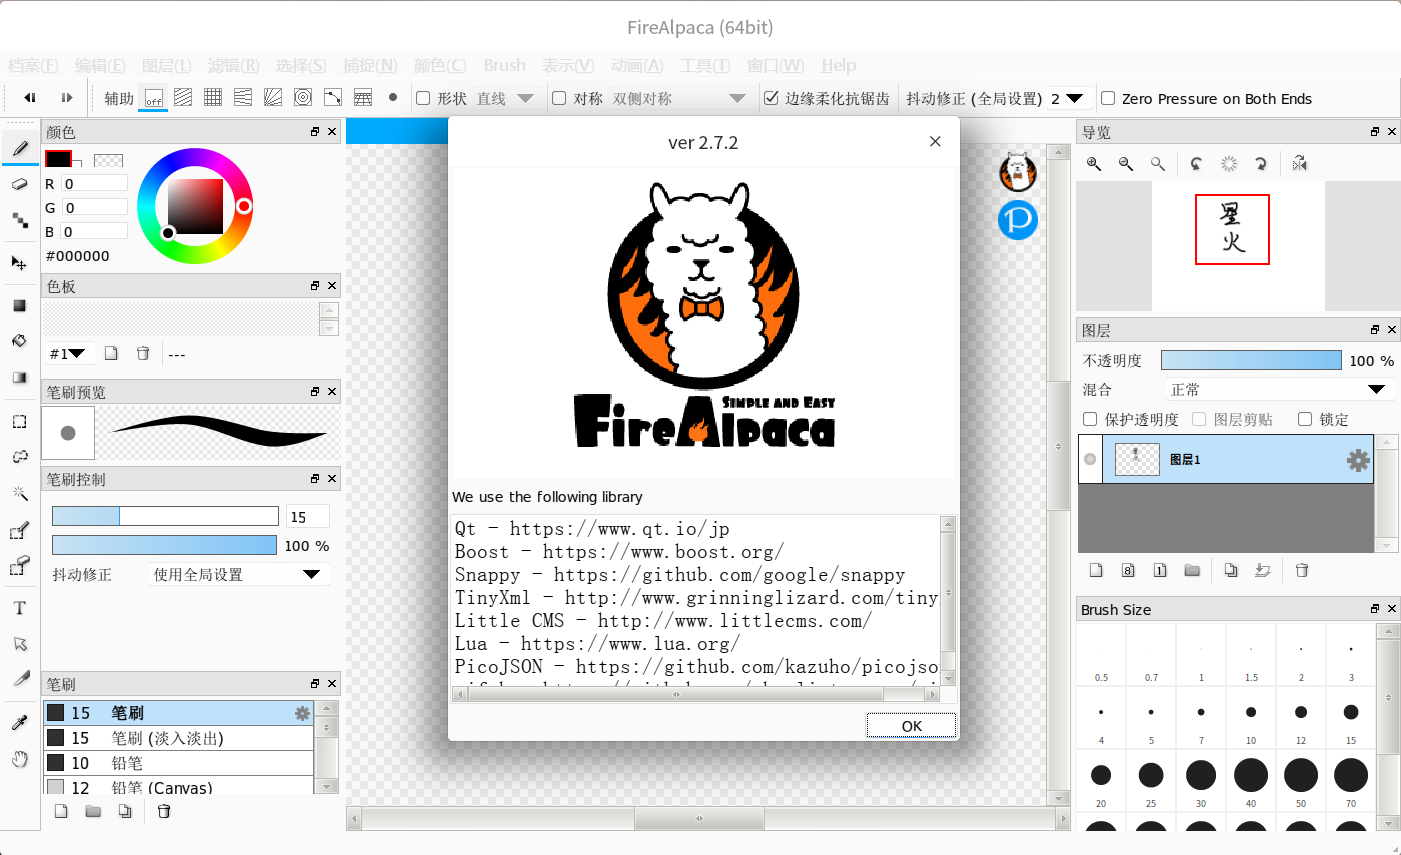 FireAlpaca (64bit)
档案(F) 编辑(E) 图层(L) 滤镜(R) 选择(S) 捕捉(N) 颜色(C) Brush 表示(V) 动画(A) 工具(T) 窗口(W) Help
辅助 off 形状 直线 对称 双侧对称 边缘柔化抗锯齿 抖动修正 (全局设置) 2 Zero Pressure on Both Ends
颜色
R 0
G 0
B 0
#000000
色板
#1 ---
笔刷预览
笔刷控制
15
100 %
抖动修正 使用全局设置
T
笔刷
15 笔刷
15 笔刷 (淡入淡出)
10 铅笔
12 铅笔 (Canvas)
ver 2.7.2
SIMPLE AND EASY
FireAlpaca
We use the following library
Qt - https://www.qt.io/jp
Boost - https://www.boost.org/
Snappy - https://github.com/google/snappy
TinyXml - http://www.grinninglizard.com/tiny
Little CMS - http://www.littlecms.com/
Lua - https://www.lua.org/
PicoJSON - https://github.com/kazuho/picojso
OK
P
导览
星
火
图层
不透明度 100 %
混合 正常
保护透明度 图层剪贴 锁定
图层1
8 1
Brush Size
0.5 0.7 1 1.5 2 3
4 5 7 10 12 15
20 25 30 40 50 70